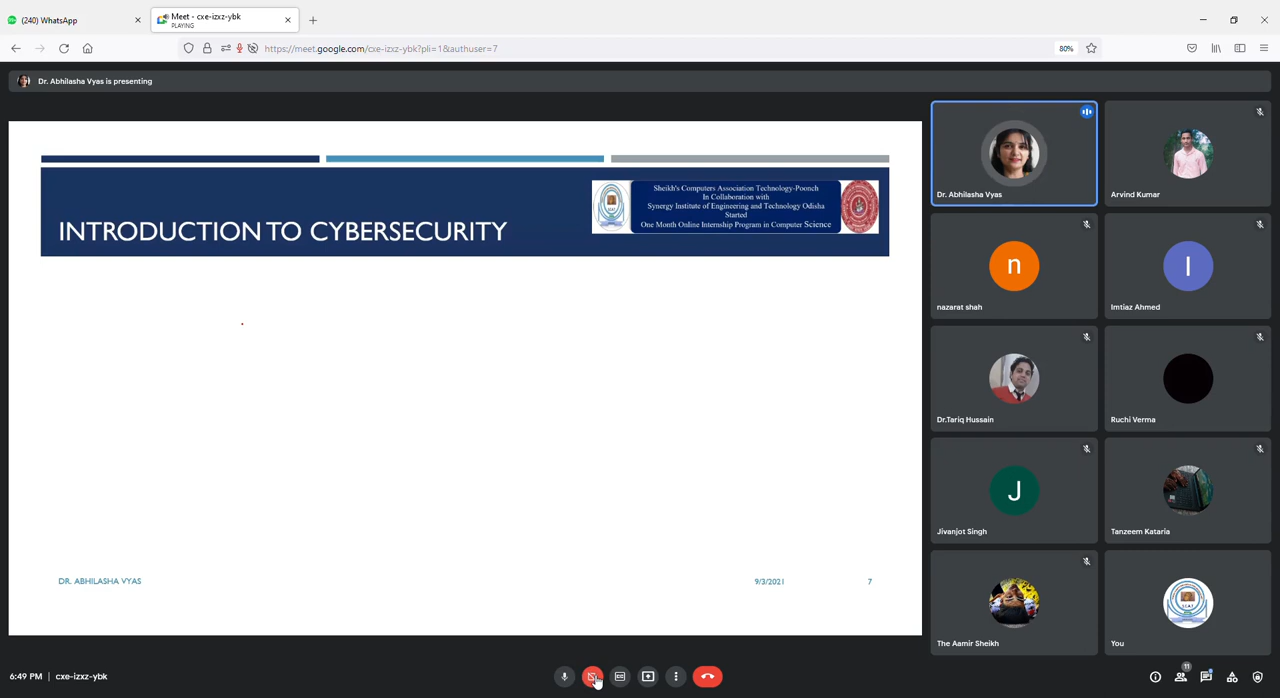 (240) WhatsApp
Meet - cxe-izxz-ybk
PLAYING
https://meet.google.com/cxe-izxz-ybk?pli=1&authuser=7
80%
Dr. Abhilasha Vyas is presenting
INTRODUCTION TO CYBERSECURITY
Sheikh's Computers Association Technology-Poonch
In Collaboration with
Synergy Institute of Engineering and Technology Odisha
Started
One Month Online Internship Program in Computer Science
DR. ABHILASHA VYAS
9/3/2021
7
Dr. Abhilasha Vyas
Arvind Kumar
n
nazarat shah
I
Imtiaz Ahmed
Dr.Tariq Hussain
Ruchi Verma
J
Jivanjot Singh
Tanzeem Kataria
The Aamir Sheikh
You
6:49 PM | cxe-izxz-ybk
11